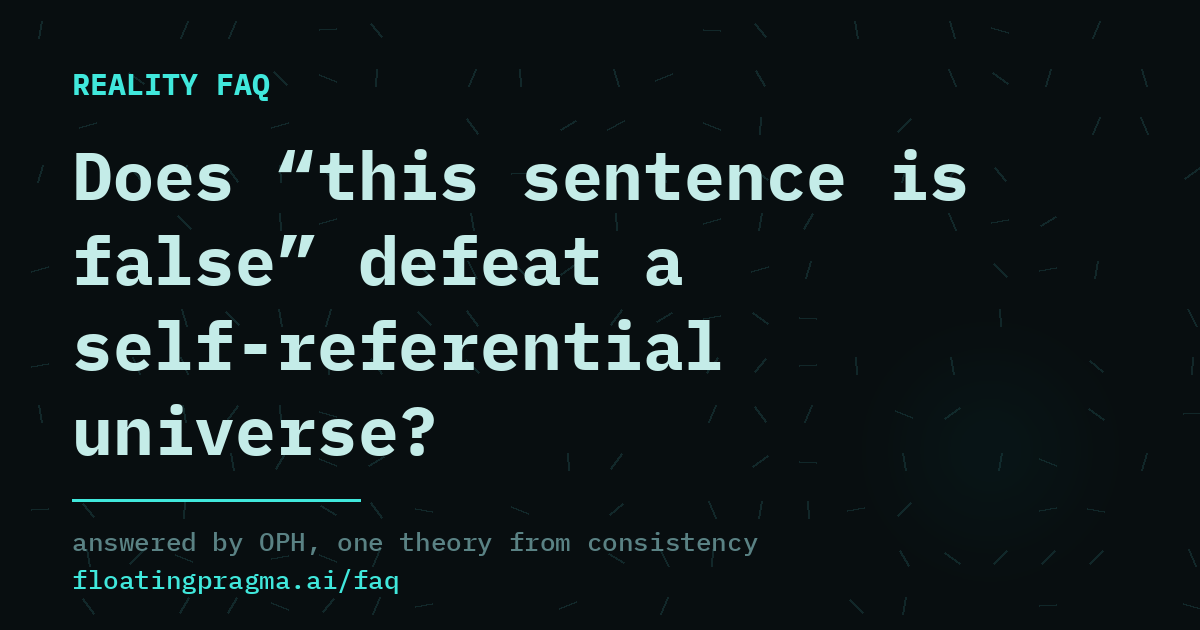 REALITY FAQ
Does “this sentence is
false” defeat a
self-referential
universe?
answered by OPH, one theory from consistency
floatingpragma.ai/faq